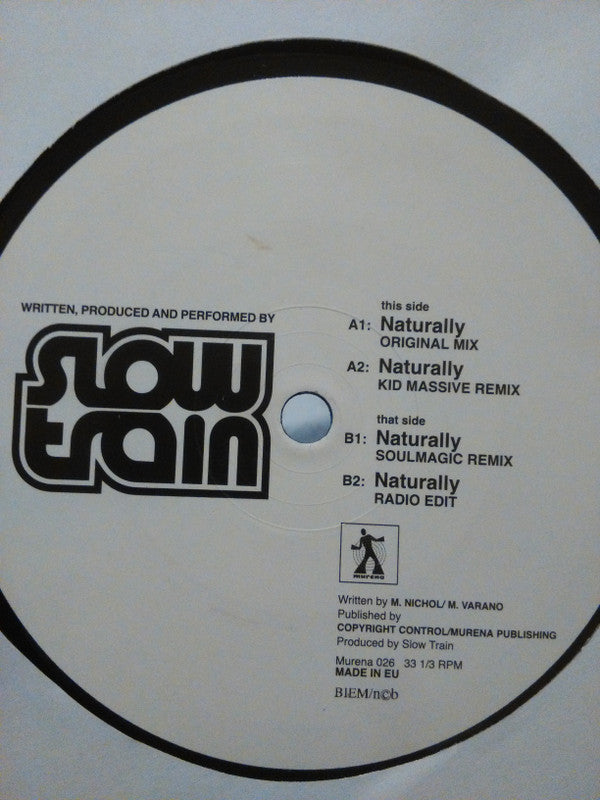 WRITTEN, PRODUCED AND PERFORMED BY
slow
train
this side
A1: Naturally
ORIGINAL MIX
A2: Naturally
KID MASSIVE REMIX
that side
B1: Naturally
SOULMAGIC REMIX
B2: Naturally
RADIO EDIT
murena
Written by M. NICHOL/ M. VARANO
Published by
COPYRIGHT CONTROL/MURENA PUBLISHING
Produced by Slow Train
Murena 026 33 1/3 RPM
MADE IN EU
BIEM/n©b